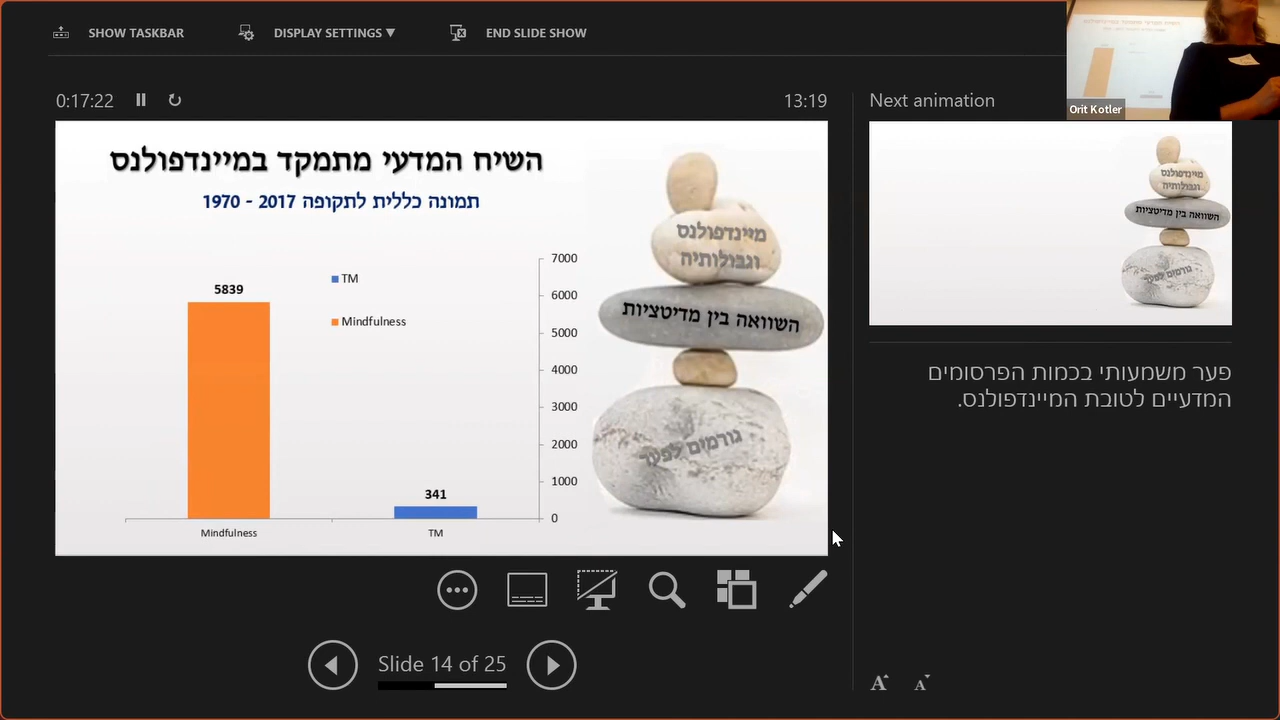 SHOW TASKBAR
DISPLAY SETTINGS ▼
END SLIDE SHOW
Orit Kotler
0:17:22
13:19
Next animation
השיח המדעי מתמקד במיינדפולנס
תמונה כללית לתקופה 2017 - 1970
7000
6000
5000
4000
3000
2000
1000
0
TM
Mindfulness
5839
341
Mindfulness
TM
מיינדפולנס
וגבולותיה
השוואה בין מדיטציות
גורמים לפער
מיינדפולנס
וגבולותיה
השוואה בין מדיטציות
גורמים לפער
פער משמעותי בכמות הפרסומים
המדעיים לטובת המיינדפולנס.
Slide 14 of 25
A A